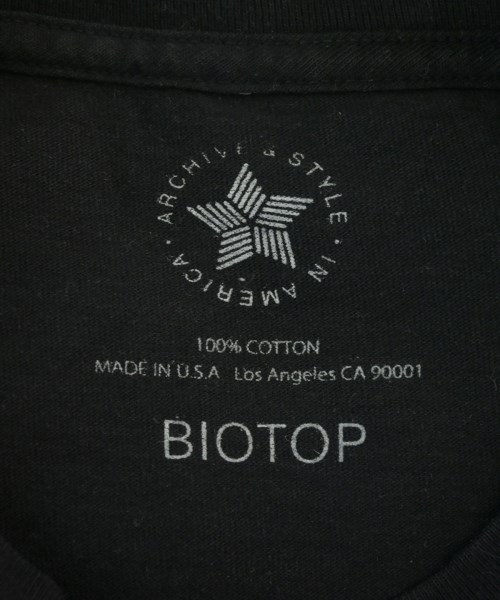 ARCHIVE & STYLE • IN AMERICA •
100% COTTON
MADE IN U.S.A Los Angeles CA 90001
BIOTOP